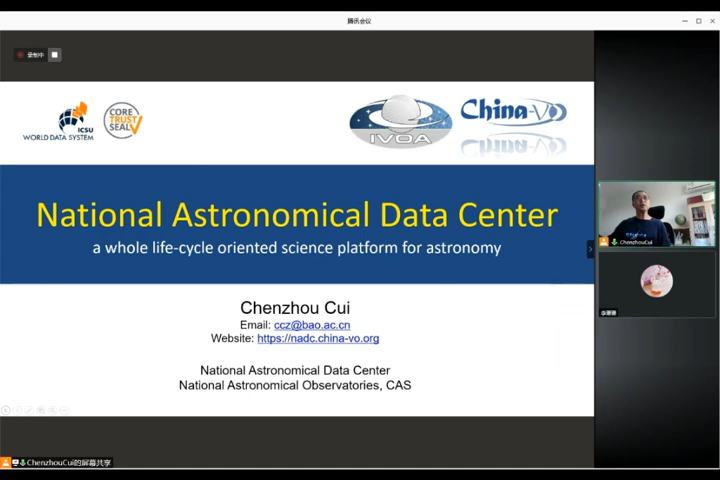 腾讯会议
录制中
ICSU
WORLD DATA SYSTEM
CORE
TRUST
SEAL
IVOA
China-VO
National Astronomical Data Center
a whole life-cycle oriented science platform for astronomy
Chenzhou Cui
Email: ccz@bao.ac.cn
Website: https://nadc.china-vo.org
National Astronomical Data Center
National Astronomical Observatories, CAS
ChenzhouCui
ChenzhouCui的屏幕共享